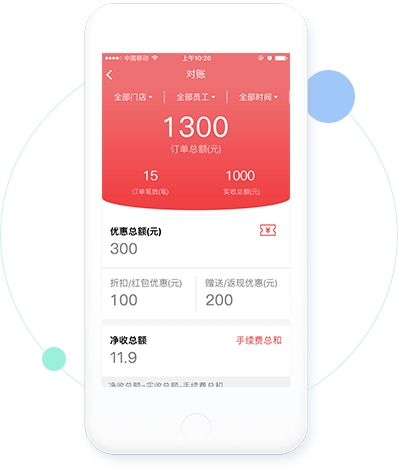 中国移动 上午10:20
对账
全部门店 全部员工 全部时间
1300
订单总额(元)
15 1000
订单笔数(笔) 实收总额(元)
优惠总额(元)
300
折扣/红包优惠(元) 赠送/返现优惠(元)
100 200
净收总额 手续费总和
11.9
净收总额=实收总额-手续费总和